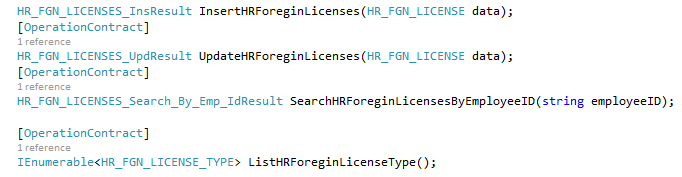 HR_FGN_LICENSES_InsResult InsertHRForeginLicenses(HR_FGN_LICENSE data);
[OperationContract]
1 reference
HR_FGN_LICENSES_UpdResult UpdateHRForeginLicenses(HR_FGN_LICENSE data);
[OperationContract]
1 reference
HR_FGN_LICENSES_Search_By_Emp_IdResult SearchHRForeginLicensesByEmployeeID(string employeeID);
[OperationContract]
1 reference
IEnumerable<HR_FGN_LICENSE_TYPE> ListHRForeginLicenseType();